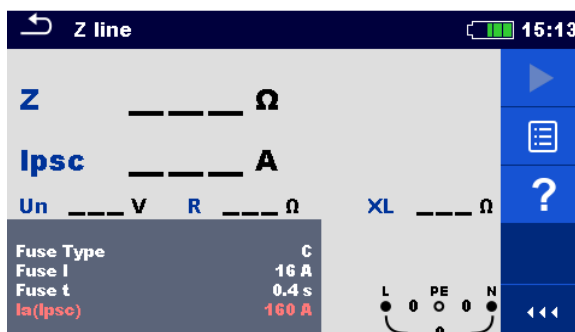 Z line 15:13
Z ___ Ω
Ipsc ___ A
Un ___ V R ___ Ω XL ___ Ω
?
Fuse Type C
Fuse I 16 A
Fuse t 0.4 s
Ia(Ipsc) 160 A
L PE N
0 0
0